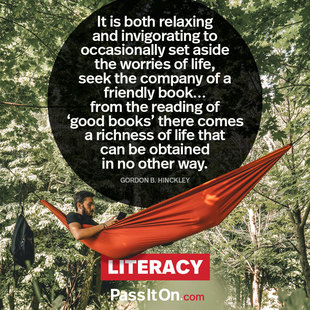 It is both relaxing
and invigorating to
occasionally set aside
the worries of life,
seek the company of a
friendly book...
from the reading of
‘good books’ there comes
a richness of life that
can be obtained
in no other way.
GORDON B. HINCKLEY
LITERACY
PassItOn.com